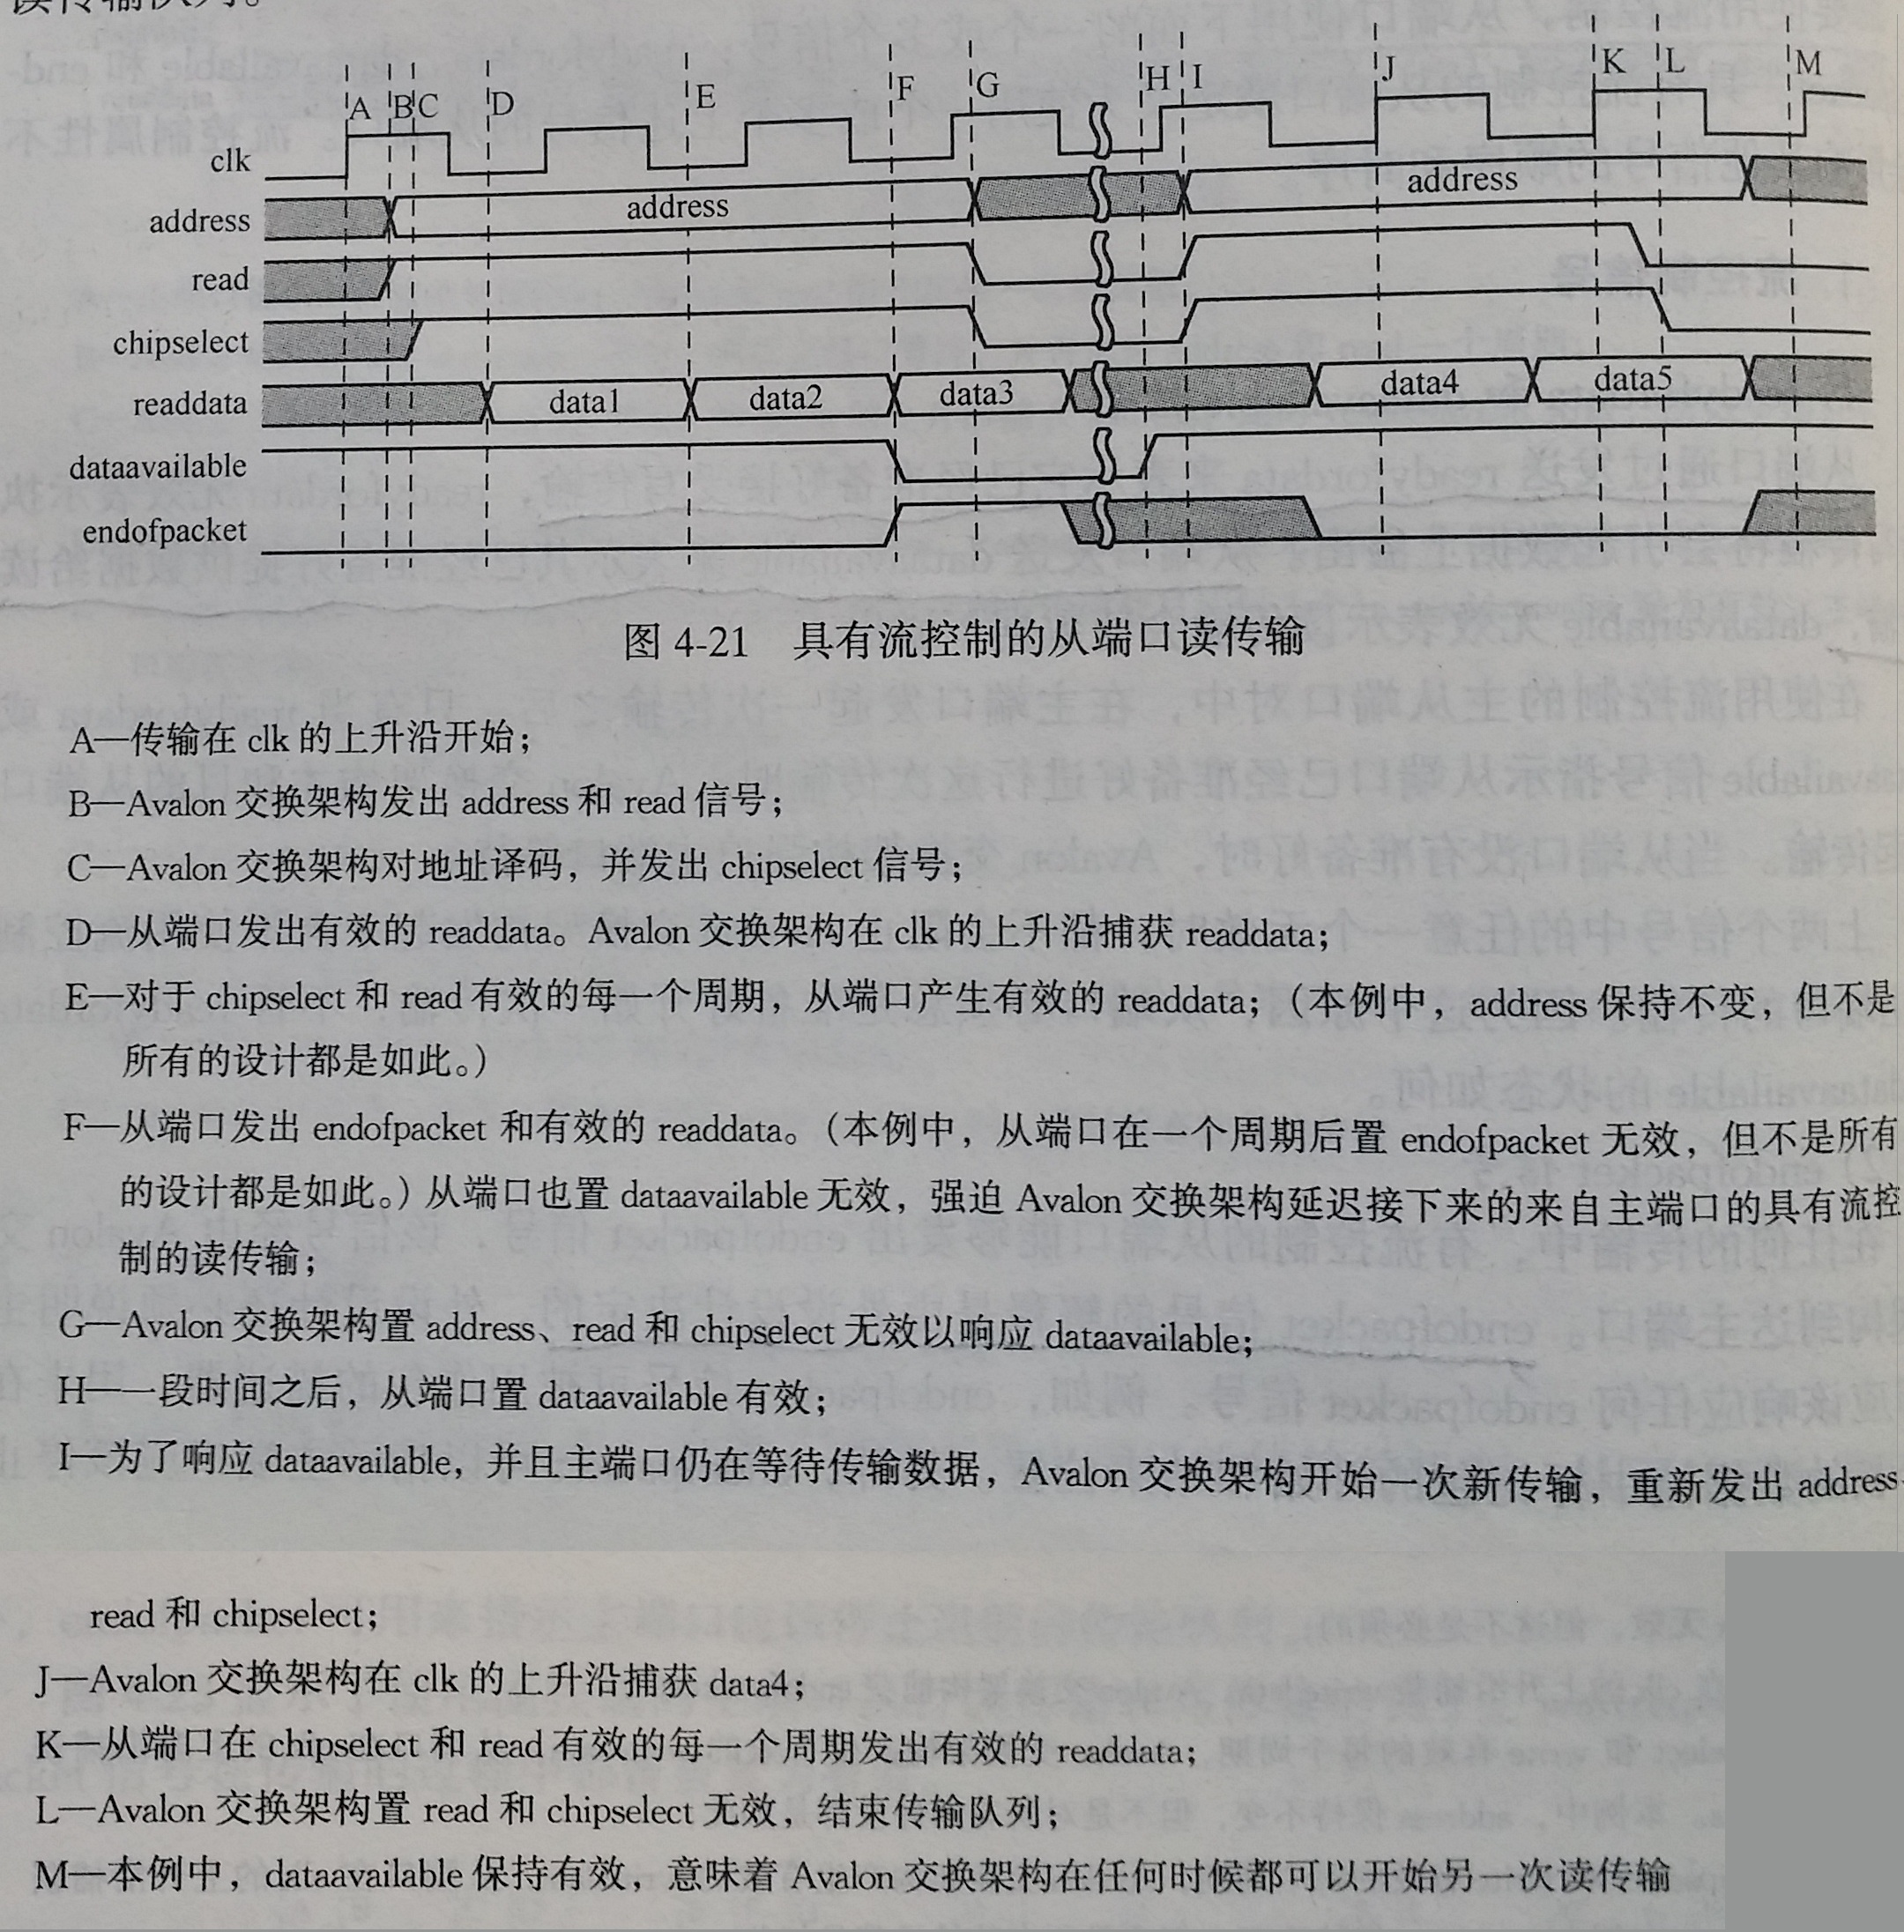 A B C D E F G H I J K L M
clk
address address address
read
chipselect
readdata data1 data2 data3 data4 data5
dataavailable
endofpacket
图 4-21 具有流控制的从端口读传输
A—传输在 clk 的上升沿开始；
B—Avalon 交换架构发出 address 和 read 信号；
C—Avalon 交换架构对地址译码，并发出 chipselect 信号；
D—从端口发出有效的 readdata。Avalon 交换架构在 clk 的上升沿捕获 readdata；
E—对于 chipselect 和 read 有效的每一个周期，从端口产生有效的 readdata；（本例中，address 保持不变，但不是
所有的设计都是如此。）
F—从端口发出 endofpacket 和有效的 readdata。（本例中，从端口在一个周期后置 endofpacket 无效，但不是所有
的设计都是如此。）从端口也置 dataavailable 无效，强迫 Avalon 交换架构延迟接下来的来自主端口的具有流控
制的读传输；
G—Avalon 交换架构置 address、read 和 chipselect 无效以响应 dataavailable；
H—一段时间之后，从端口置 dataavailable 有效；
I—为了响应 dataavailable，并且主端口仍在等待传输数据，Avalon 交换架构开始一次新传输，重新发出 address、
read 和 chipselect；
J—Avalon 交换架构在 clk 的上升沿捕获 data4；
K—从端口在 chipselect 和 read 有效的每一个周期发出有效的 readdata；
L—Avalon 交换架构置 read 和 chipselect 无效，结束传输队列；
M—本例中，dataavailable 保持有效，意味着 Avalon 交换架构在任何时候都可以开始另一次读传输